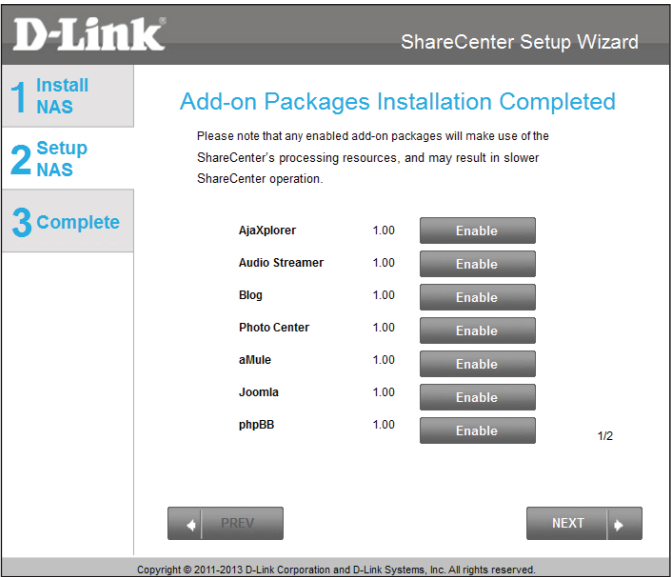 D-Link®
ShareCenter Setup Wizard
1 Install
NAS
2 Setup
NAS
3 Complete
Add-on Packages Installation Completed
Please note that any enabled add-on packages will make use of the
ShareCenter's processing resources, and may result in slower
ShareCenter operation.
AjaXplorer 1.00 Enable
Audio Streamer 1.00 Enable
Blog 1.00 Enable
Photo Center 1.00 Enable
aMule 1.00 Enable
Joomla 1.00 Enable
phpBB 1.00 Enable
1/2
PREV
NEXT
Copyright © 2011-2013 D-Link Corporation and D-Link Systems, Inc. All rights reserved.